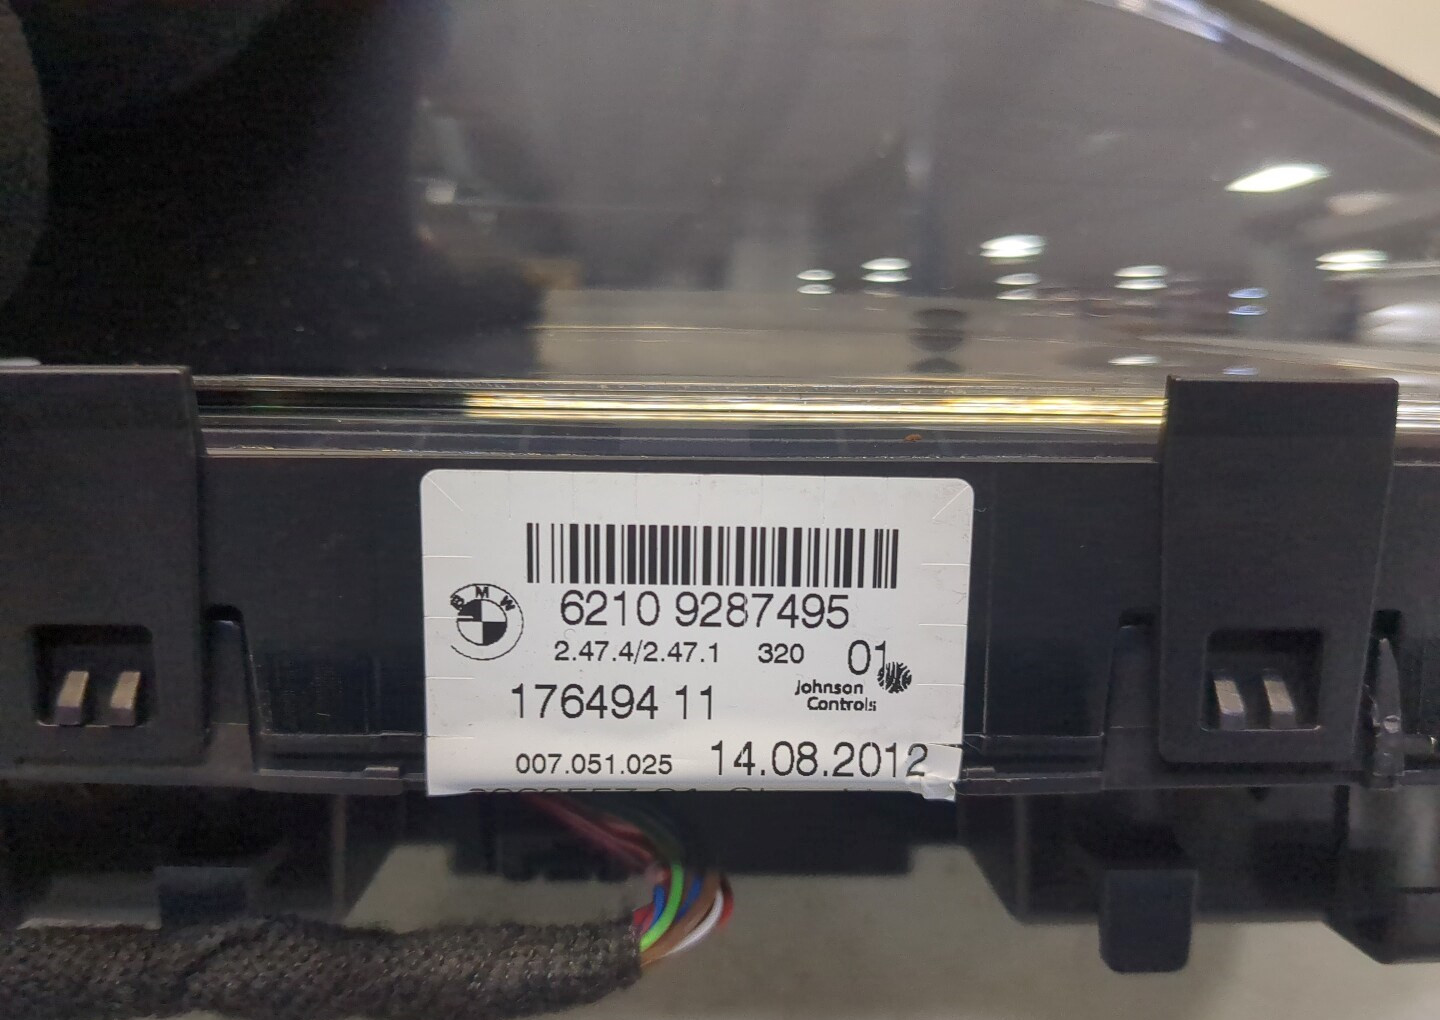 BMW
6210 9287495
2.47.4/2.47.1 320 01
176494 11
Johnson
Controls
007.051.025 14.08.2012